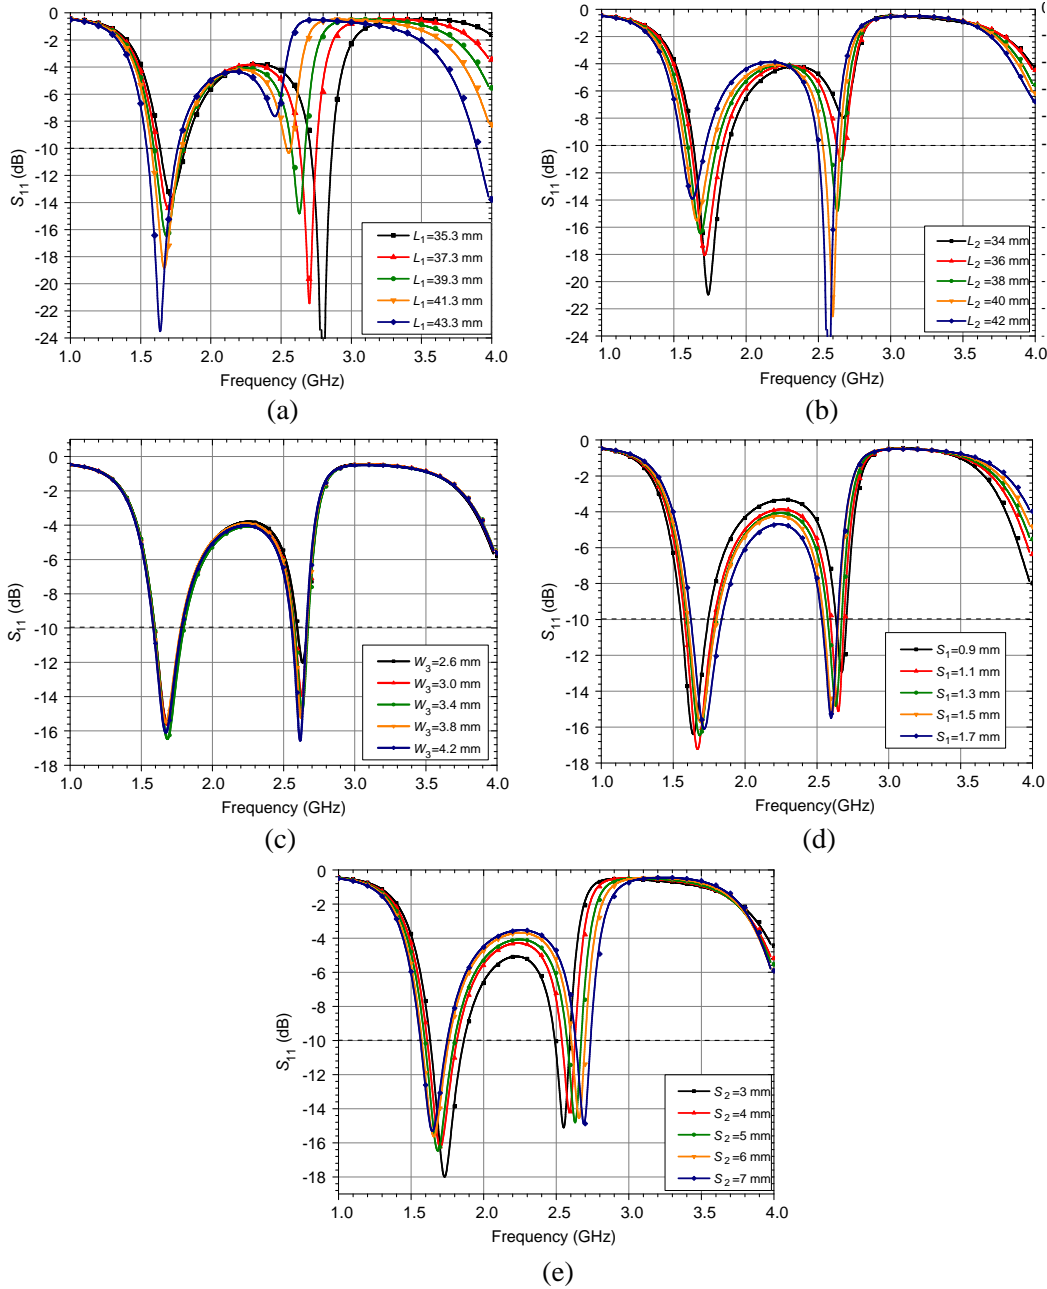 0
-2
-4
-6
-8
-10
-12
-14
-16
-18
-20
-22
-24
S11 (dB)
1.0 1.5 2.0 2.5 3.0 3.5 4.0
Frequency (GHz)
L1=35.3 mm
L1=37.3 mm
L1=39.3 mm
L1=41.3 mm
L1=43.3 mm
(a)
0
-2
-4
-6
-8
-10
-12
-14
-16
-18
-20
-22
-24
S11 (dB)
1.0 1.5 2.0 2.5 3.0 3.5 4.0
Frequency (GHz)
L2 =34 mm
L2 =36 mm
L2 =38 mm
L2 =40 mm
L2 =42 mm
(b)
0
-2
-4
-6
-8
-10
-12
-14
-16
-18
S11 (dB)
1.0 1.5 2.0 2.5 3.0 3.5 4.0
Frequency (GHz)
W3=2.6 mm
W3=3.0 mm
W3=3.4 mm
W3=3.8 mm
W3=4.2 mm
(c)
0
-2
-4
-6
-8
-10
-12
-14
-16
-18
S11 (dB)
1.0 1.5 2.0 2.5 3.0 3.5 4.0
Frequency(GHz)
S1=0.9 mm
S1=1.1 mm
S1=1.3 mm
S1=1.5 mm
S1=1.7 mm
(d)
0
-2
-4
-6
-8
-10
-12
-14
-16
-18
S11 (dB)
1.0 1.5 2.0 2.5 3.0 3.5 4.0
Frequency (GHz)
S2=3 mm
S2=4 mm
S2=5 mm
S2=6 mm
S2=7 mm
(e)